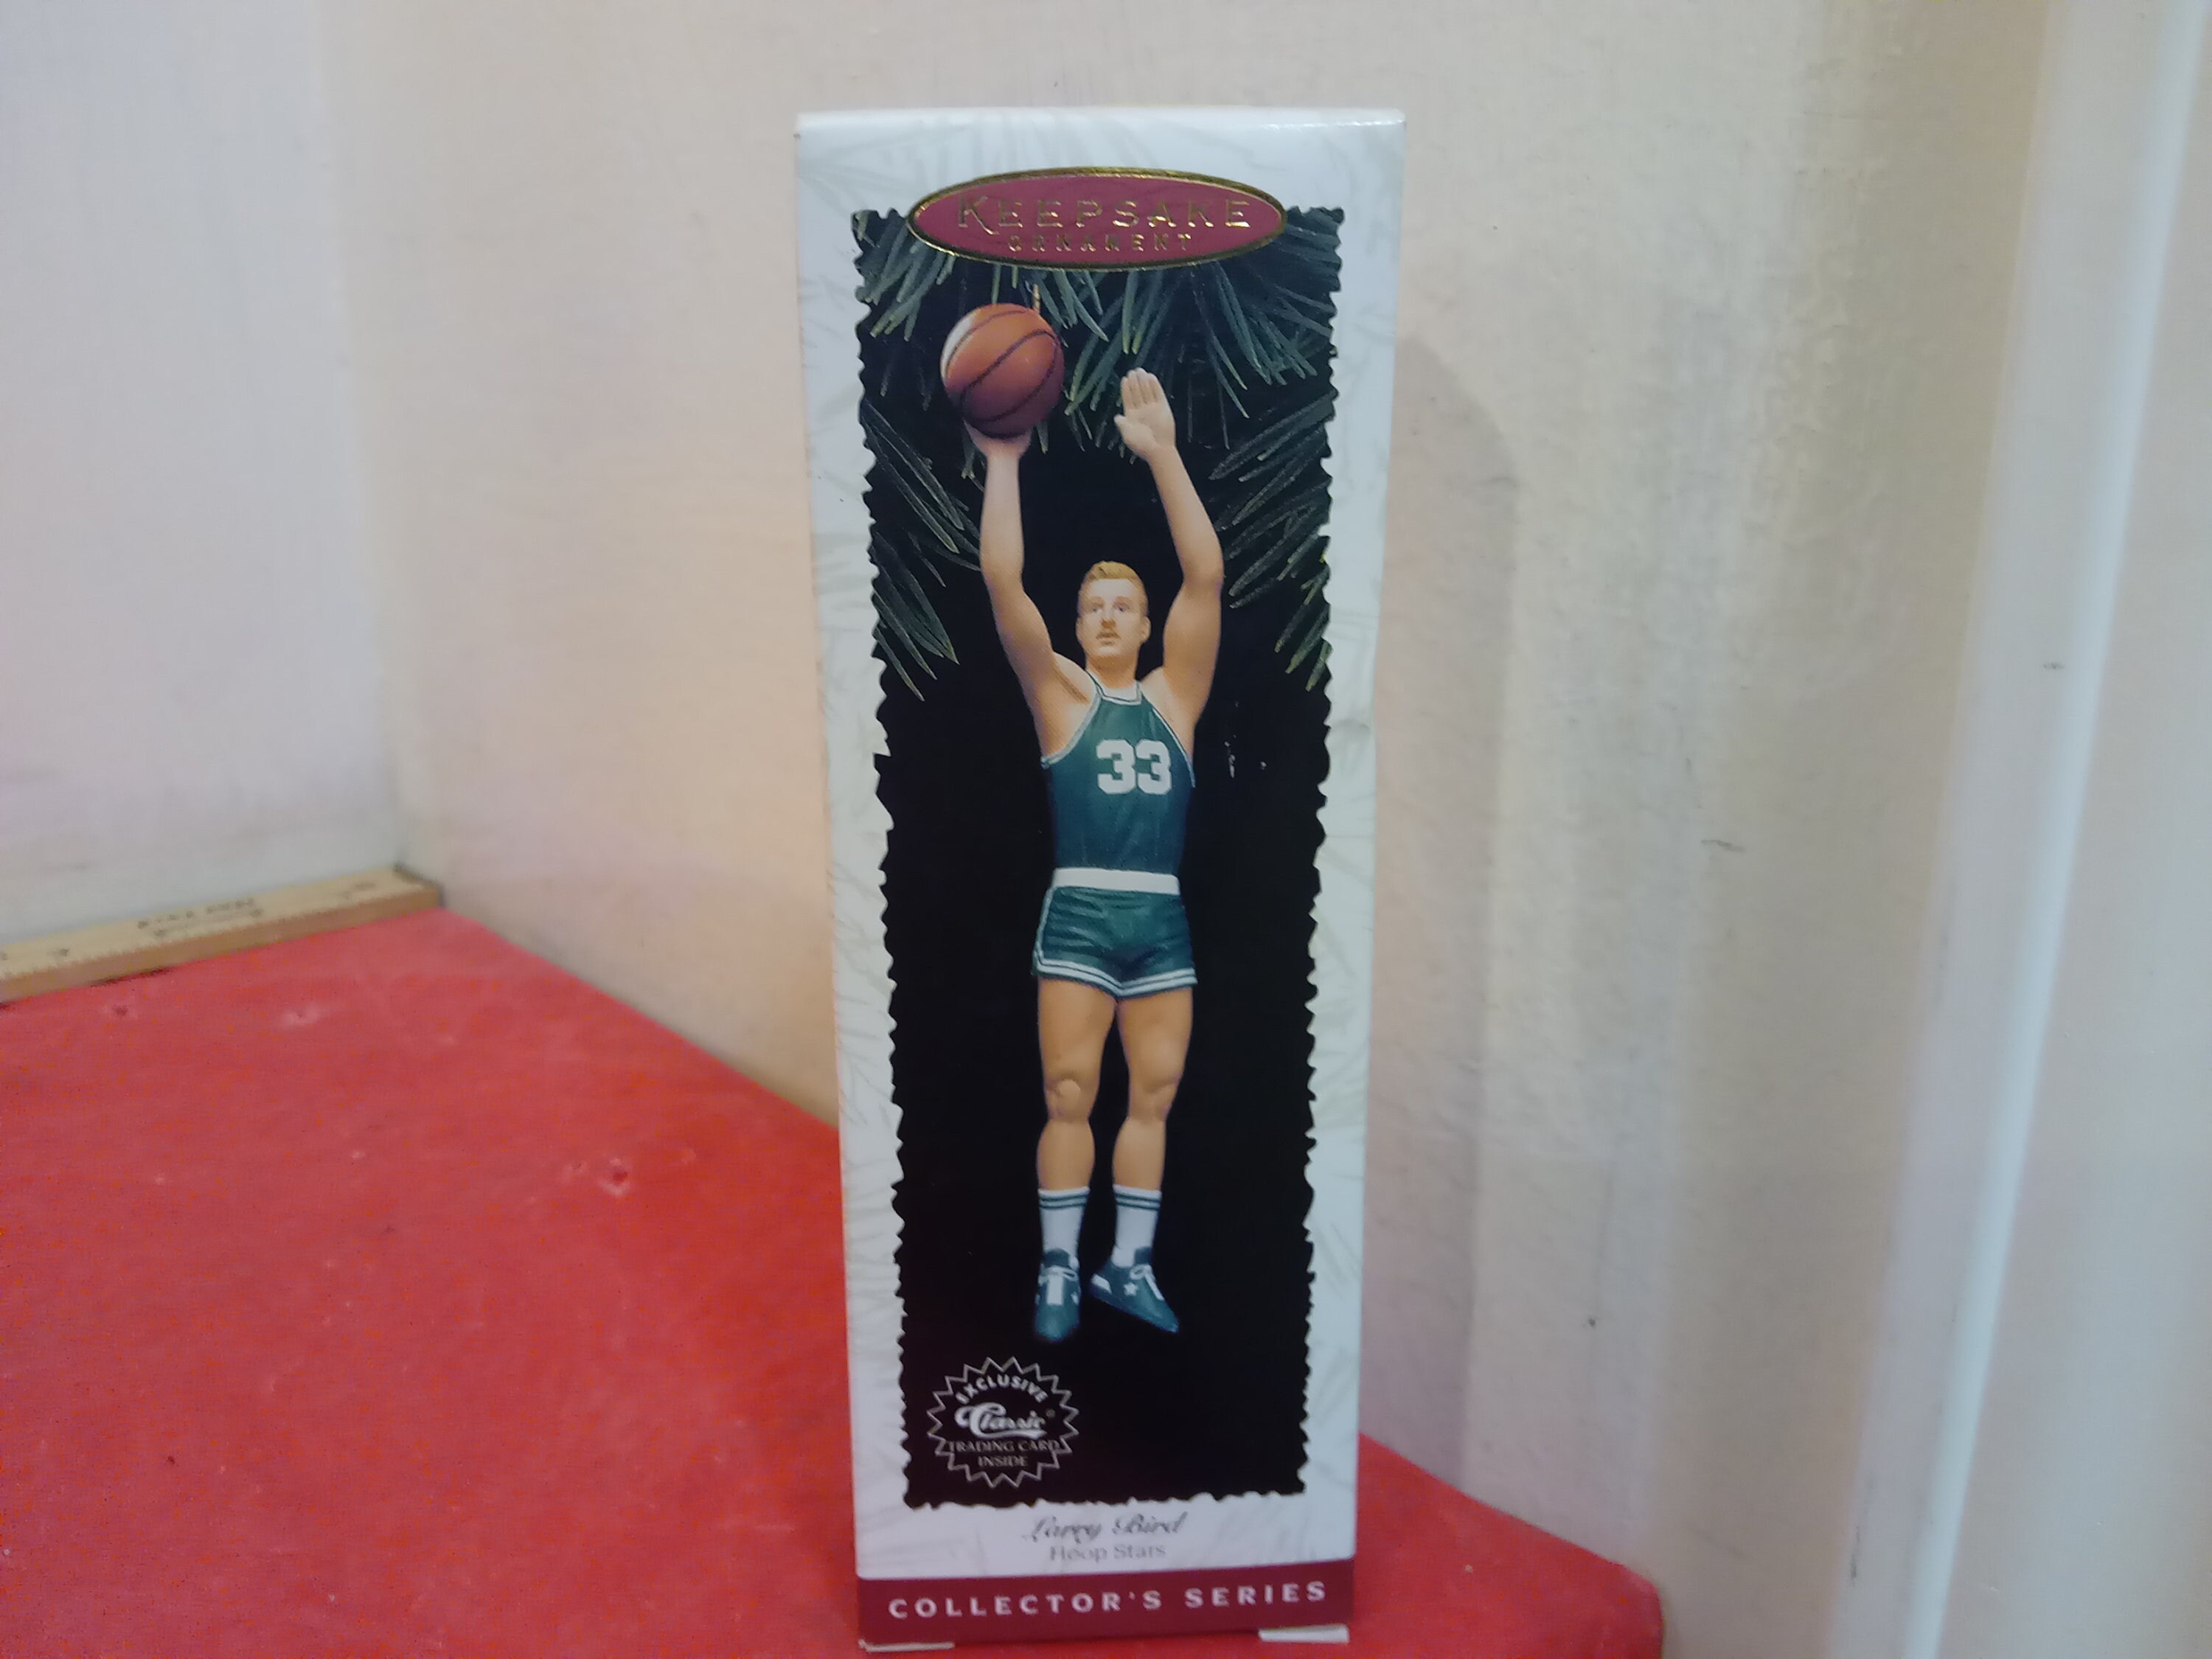 KEEPSAKE
ORNAMENT
33
EXCLUSIVE
Classic®
TRADING CARD
INSIDE
Larry Bird
Hoop Stars
COLLECTOR'S SERIES